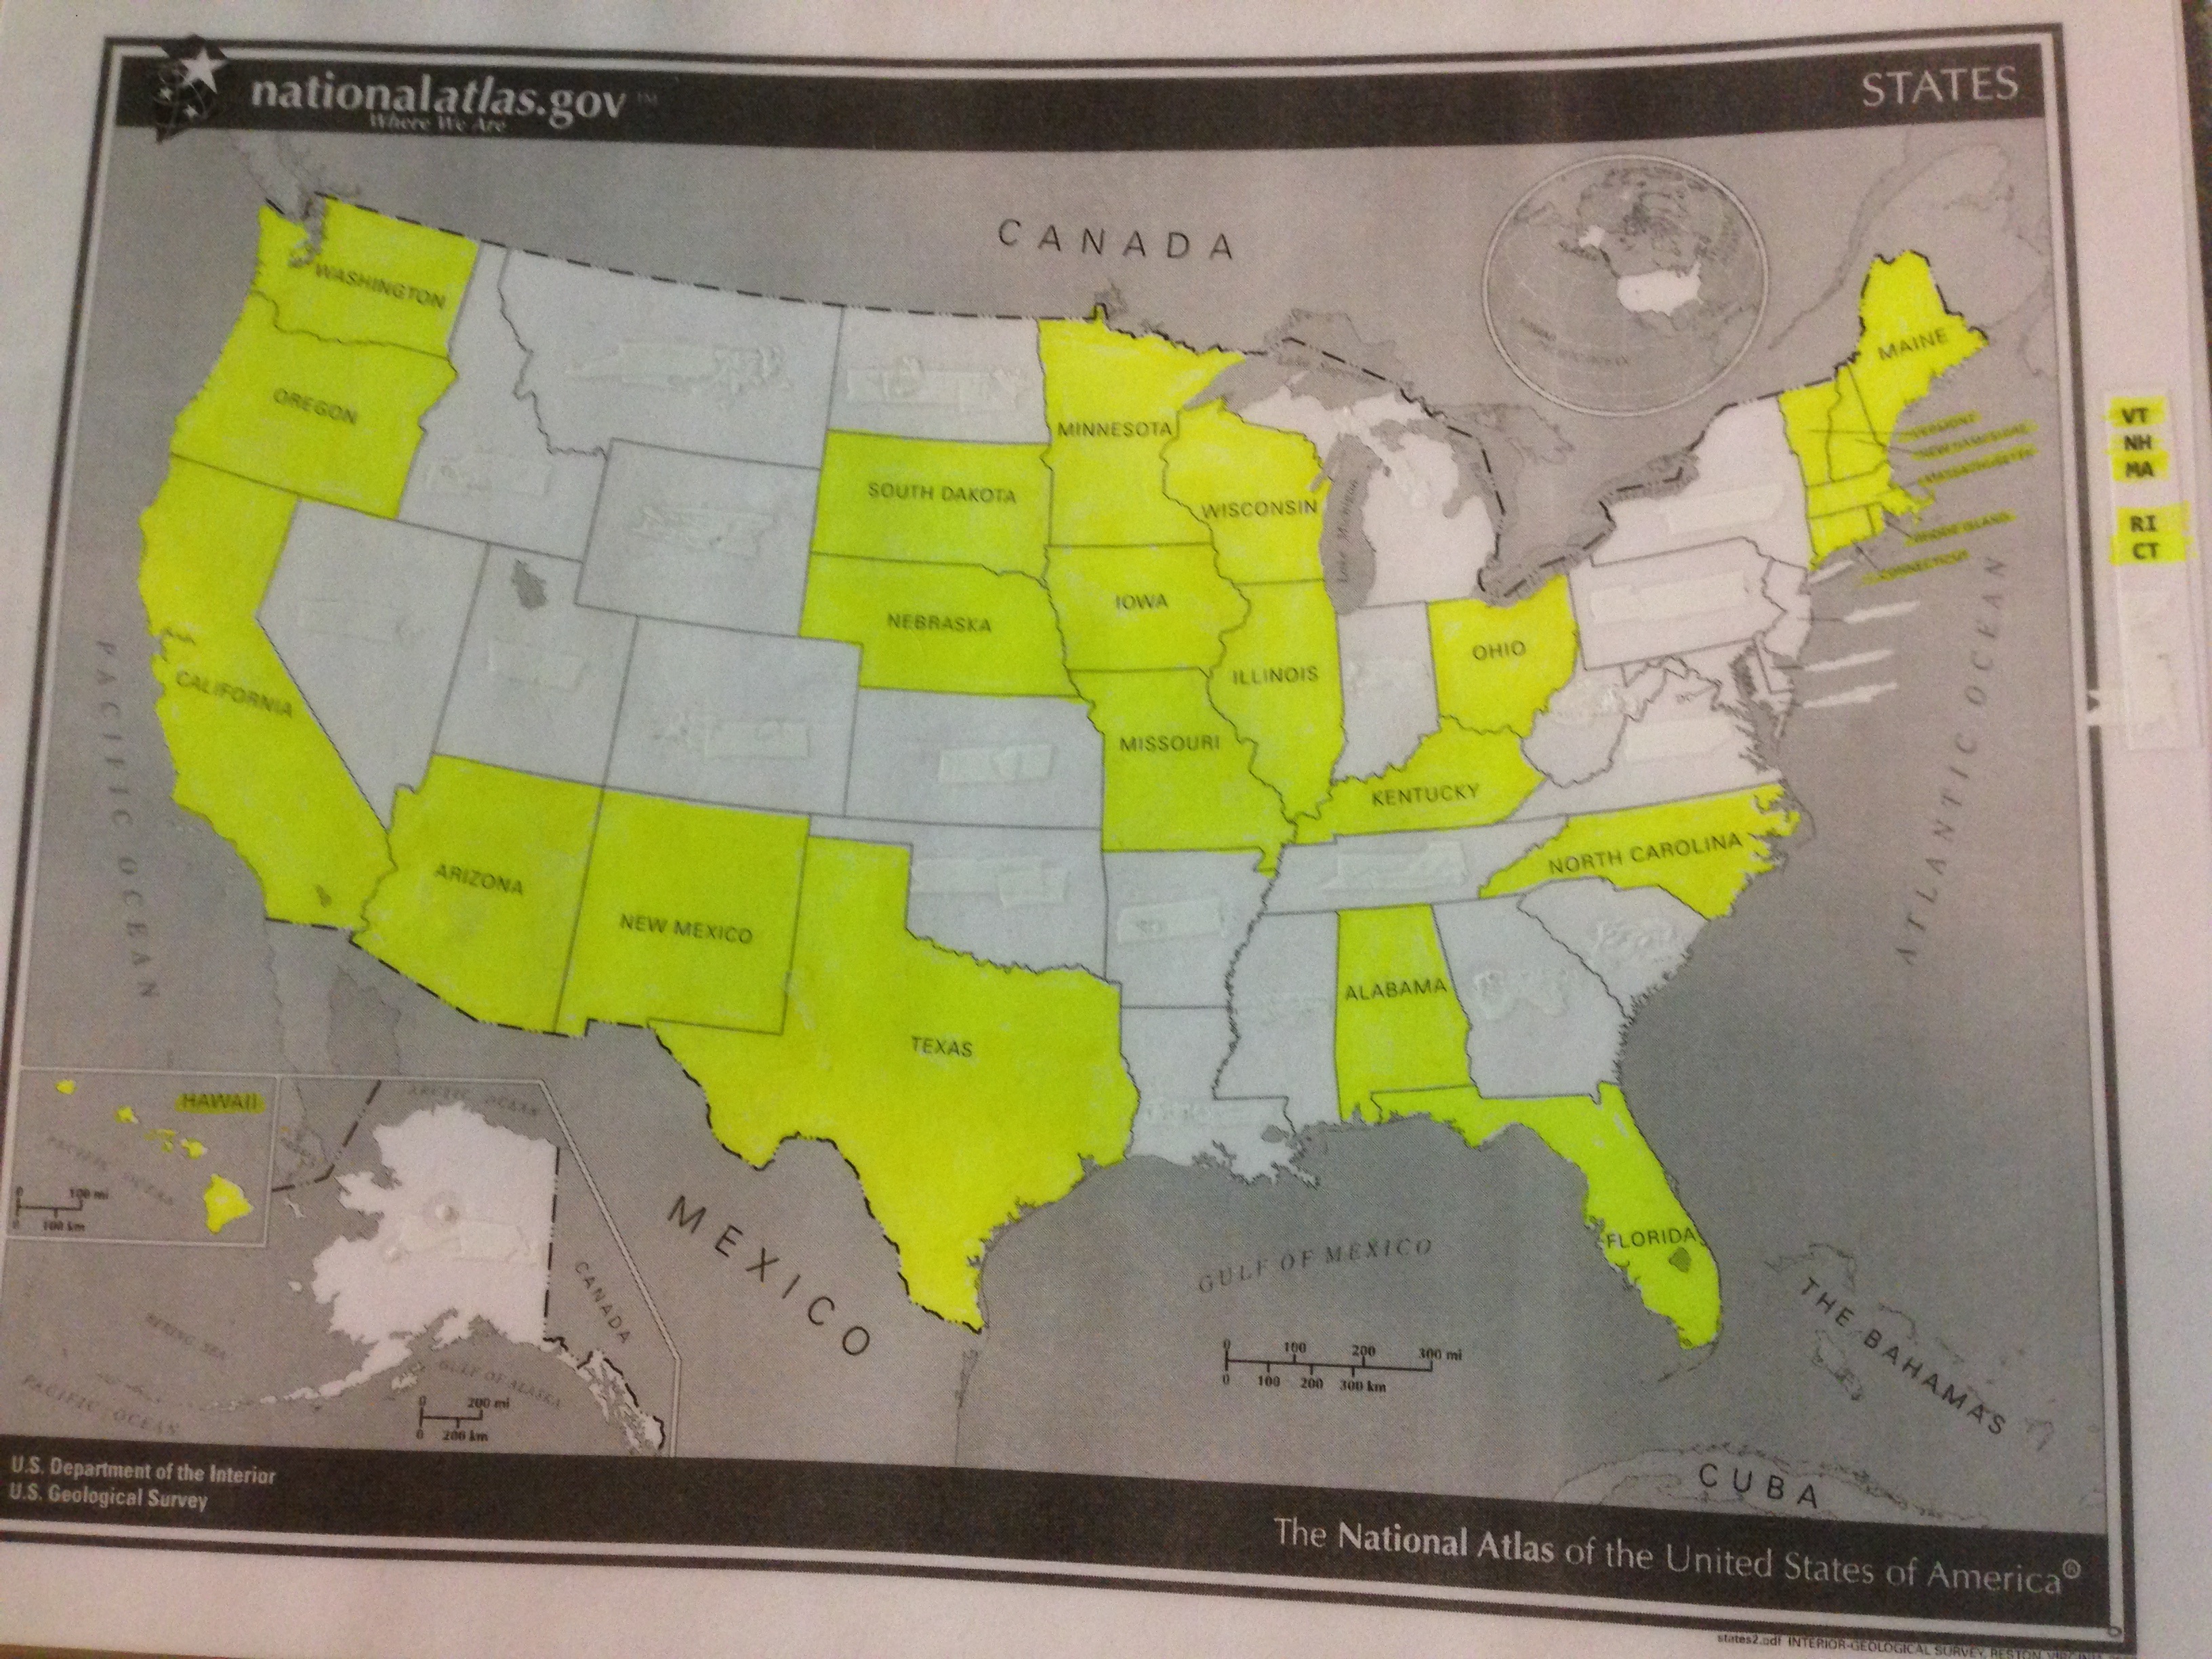 nationalatlas.gov™
Where We Are
STATES
CANADA
WASHINGTON
MAINE
OREGON
MINNESOTA
VT
VERMONT
NEW HAMPSHIRE
NH
MASSACHUSETTS
MA
SOUTH DAKOTA
WISCONSIN
Lake Michigan
RHODE ISLAND
RI
CONNECTICUT
CT
IOWA
NEBRASKA
OHIO
ILLINOIS
CALIFORNIA
MISSOURI
KENTUCKY
PACIFIC OCEAN
ATLANTIC OCEAN
NORTH CAROLINA
ARIZONA
NEW MEXICO
ALABAMA
TEXAS
HAWAII
ARCTIC OCEAN
PACIFIC OCEAN
0 100 mi
0 100 km
MEXICO
GULF OF MEXICO
FLORIDA
CANADA
THE BAHAMAS
BERING SEA
GULF OF ALASKA
PACIFIC OCEAN
0 200 mi
0 200 km
0 100 200 300 mi
0 100 200 300 km
CUBA
U.S. Department of the Interior
U.S. Geological Survey
The National Atlas of the United States of America®
states2.pdf INTERIOR-GEOLOGICAL SURVEY, RESTON, VIRGINIA